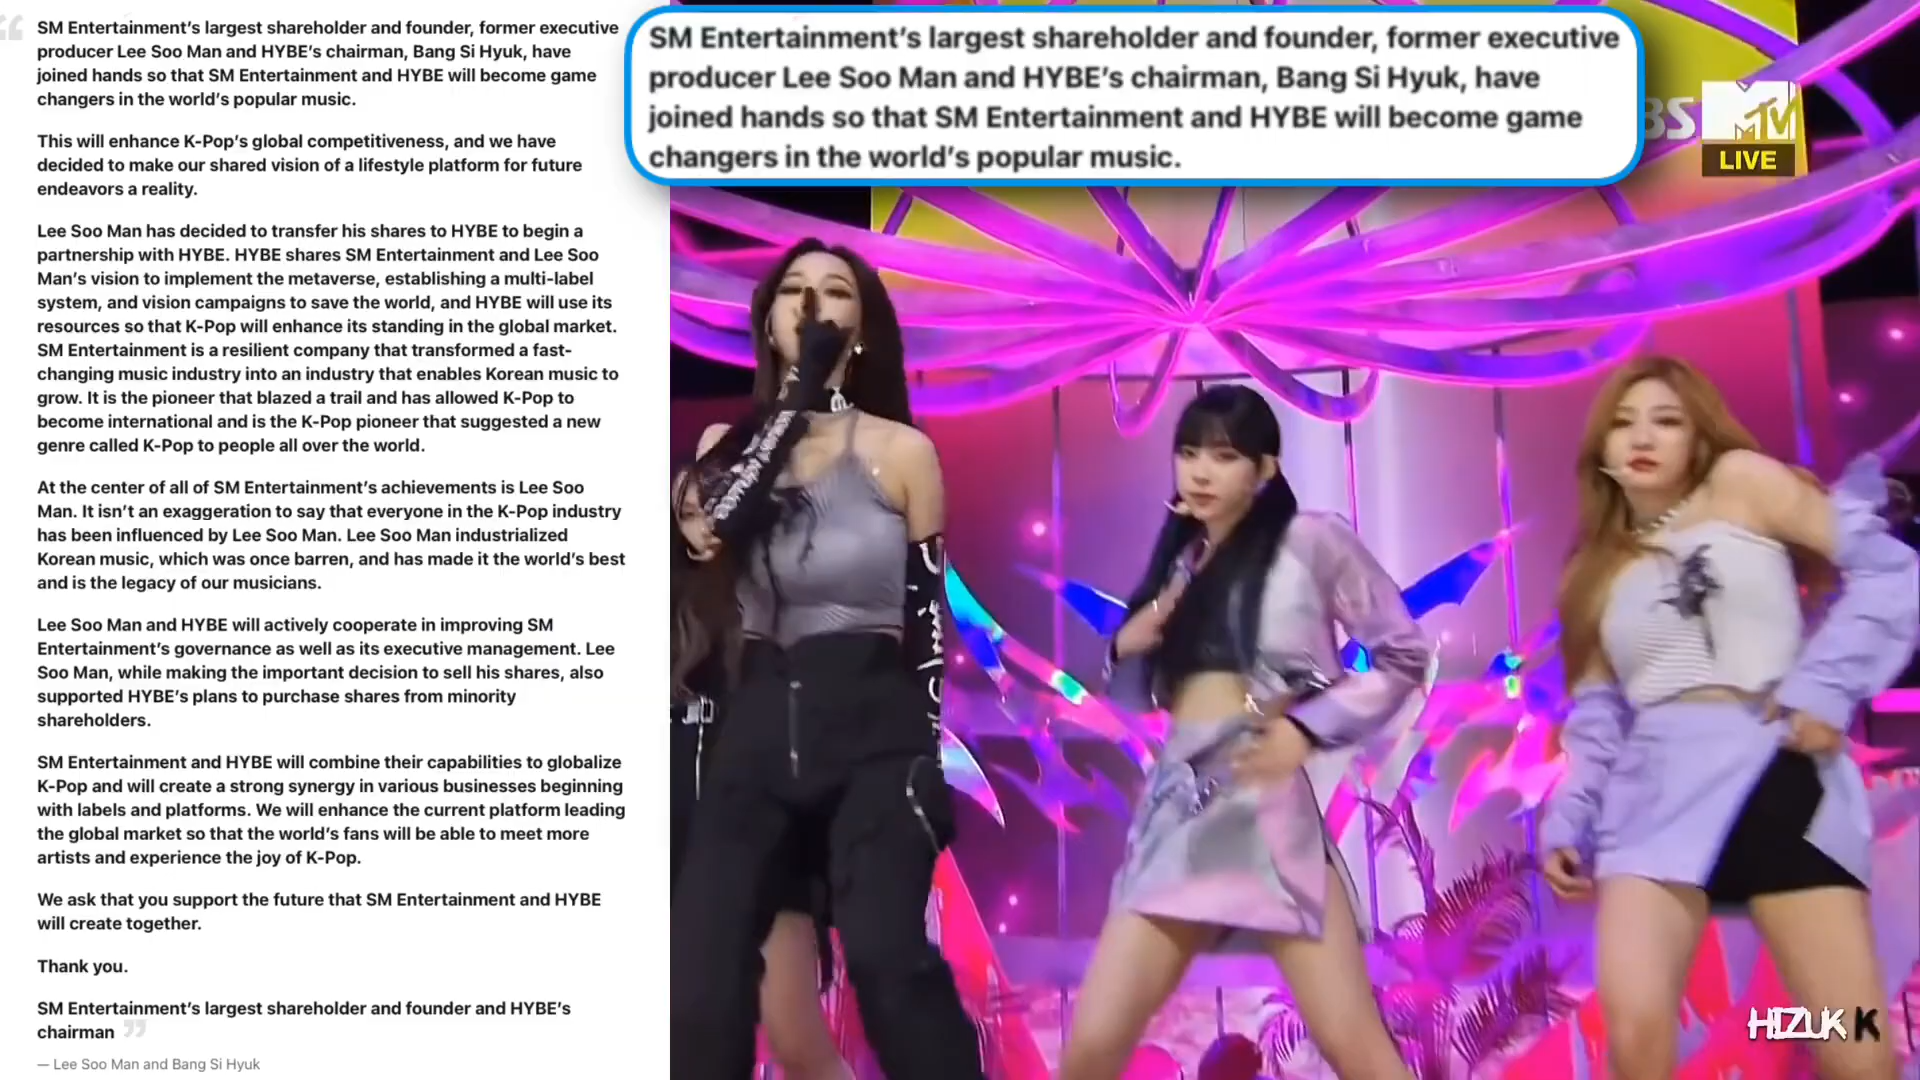 SM Entertainment’s largest shareholder and founder, former executive
producer Lee Soo Man and HYBE’s chairman, Bang Si Hyuk, have
joined hands so that SM Entertainment and HYBE will become game
changers in the world’s popular music.
This will enhance K-Pop’s global competitiveness, and we have
decided to make our shared vision of a lifestyle platform for future
endeavors a reality.
Lee Soo Man has decided to transfer his shares to HYBE to begin a
partnership with HYBE. HYBE shares SM Entertainment and Lee Soo
Man’s vision to implement the metaverse, establishing a multi-label
system, and vision campaigns to save the world, and HYBE will use its
resources so that K-Pop will enhance its standing in the global market.
SM Entertainment is a resilient company that transformed a fast-
changing music industry into an industry that enables Korean music to
grow. It is the pioneer that blazed a trail and has allowed K-Pop to
become international and is the K-Pop pioneer that suggested a new
genre called K-Pop to people all over the world.
At the center of all of SM Entertainment’s achievements is Lee Soo
Man. It isn’t an exaggeration to say that everyone in the K-Pop industry
has been influenced by Lee Soo Man. Lee Soo Man industrialized
Korean music, which was once barren, and has made it the world’s best
and is the legacy of our musicians.
Lee Soo Man and HYBE will actively cooperate in improving SM
Entertainment’s governance as well as its executive management. Lee
Soo Man, while making the important decision to sell his shares, also
supported HYBE’s plans to purchase shares from minority
shareholders.
SM Entertainment and HYBE will combine their capabilities to globalize
K-Pop and will create a strong synergy in various businesses beginning
with labels and platforms. We will enhance the current platform leading
the global market so that the world’s fans will be able to meet more
artists and experience the joy of K-Pop.
We ask that you support the future that SM Entertainment and HYBE
will create together.
Thank you.
SM Entertainment’s largest shareholder and founder and HYBE’s
chairman
— Lee Soo Man and Bang Si Hyuk
SM Entertainment’s largest shareholder and founder, former executive
producer Lee Soo Man and HYBE’s chairman, Bang Si Hyuk, have
joined hands so that SM Entertainment and HYBE will become game
changers in the world’s popular music.
BS
MTV
LIVE
HIZUK K